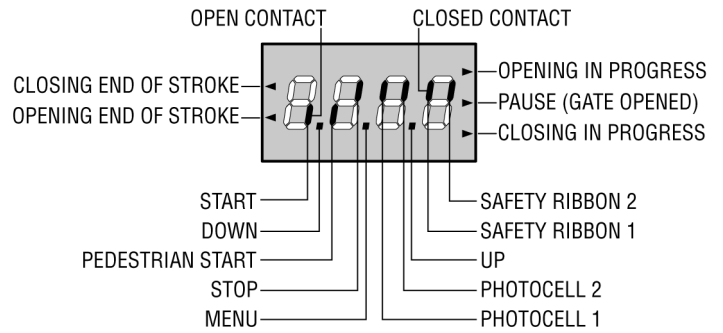 OPEN CONTACT
CLOSED CONTACT
CLOSING END OF STROKE
OPENING END OF STROKE
OPENING IN PROGRESS
PAUSE (GATE OPENED)
CLOSING IN PROGRESS
START
DOWN
PEDESTRIAN START
STOP
MENU
SAFETY RIBBON 2
SAFETY RIBBON 1
UP
PHOTOCELL 2
PHOTOCELL 1